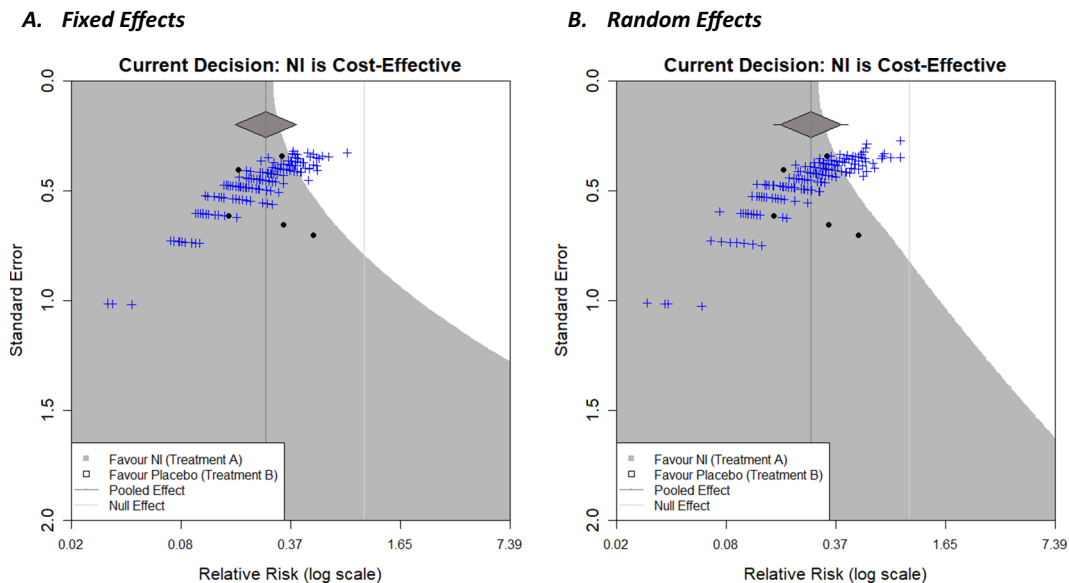 A. Fixed Effects
Current Decision: NI is Cost-Effective
0.0
0.5
1.0
1.5
2.0
Standard Error
Favour NI (Treatment A)
Favour Placebo (Treatment B)
Pooled Effect
Null Effect
0.02 0.08 0.37 1.65 7.39
Relative Risk (log scale)
B. Random Effects
Current Decision: NI is Cost-Effective
0.0
0.5
1.0
1.5
2.0
Standard Error
Favour NI (Treatment A)
Favour Placebo (Treatment B)
Pooled Effect
Null Effect
0.02 0.08 0.37 1.65 7.39
Relative Risk (log scale)